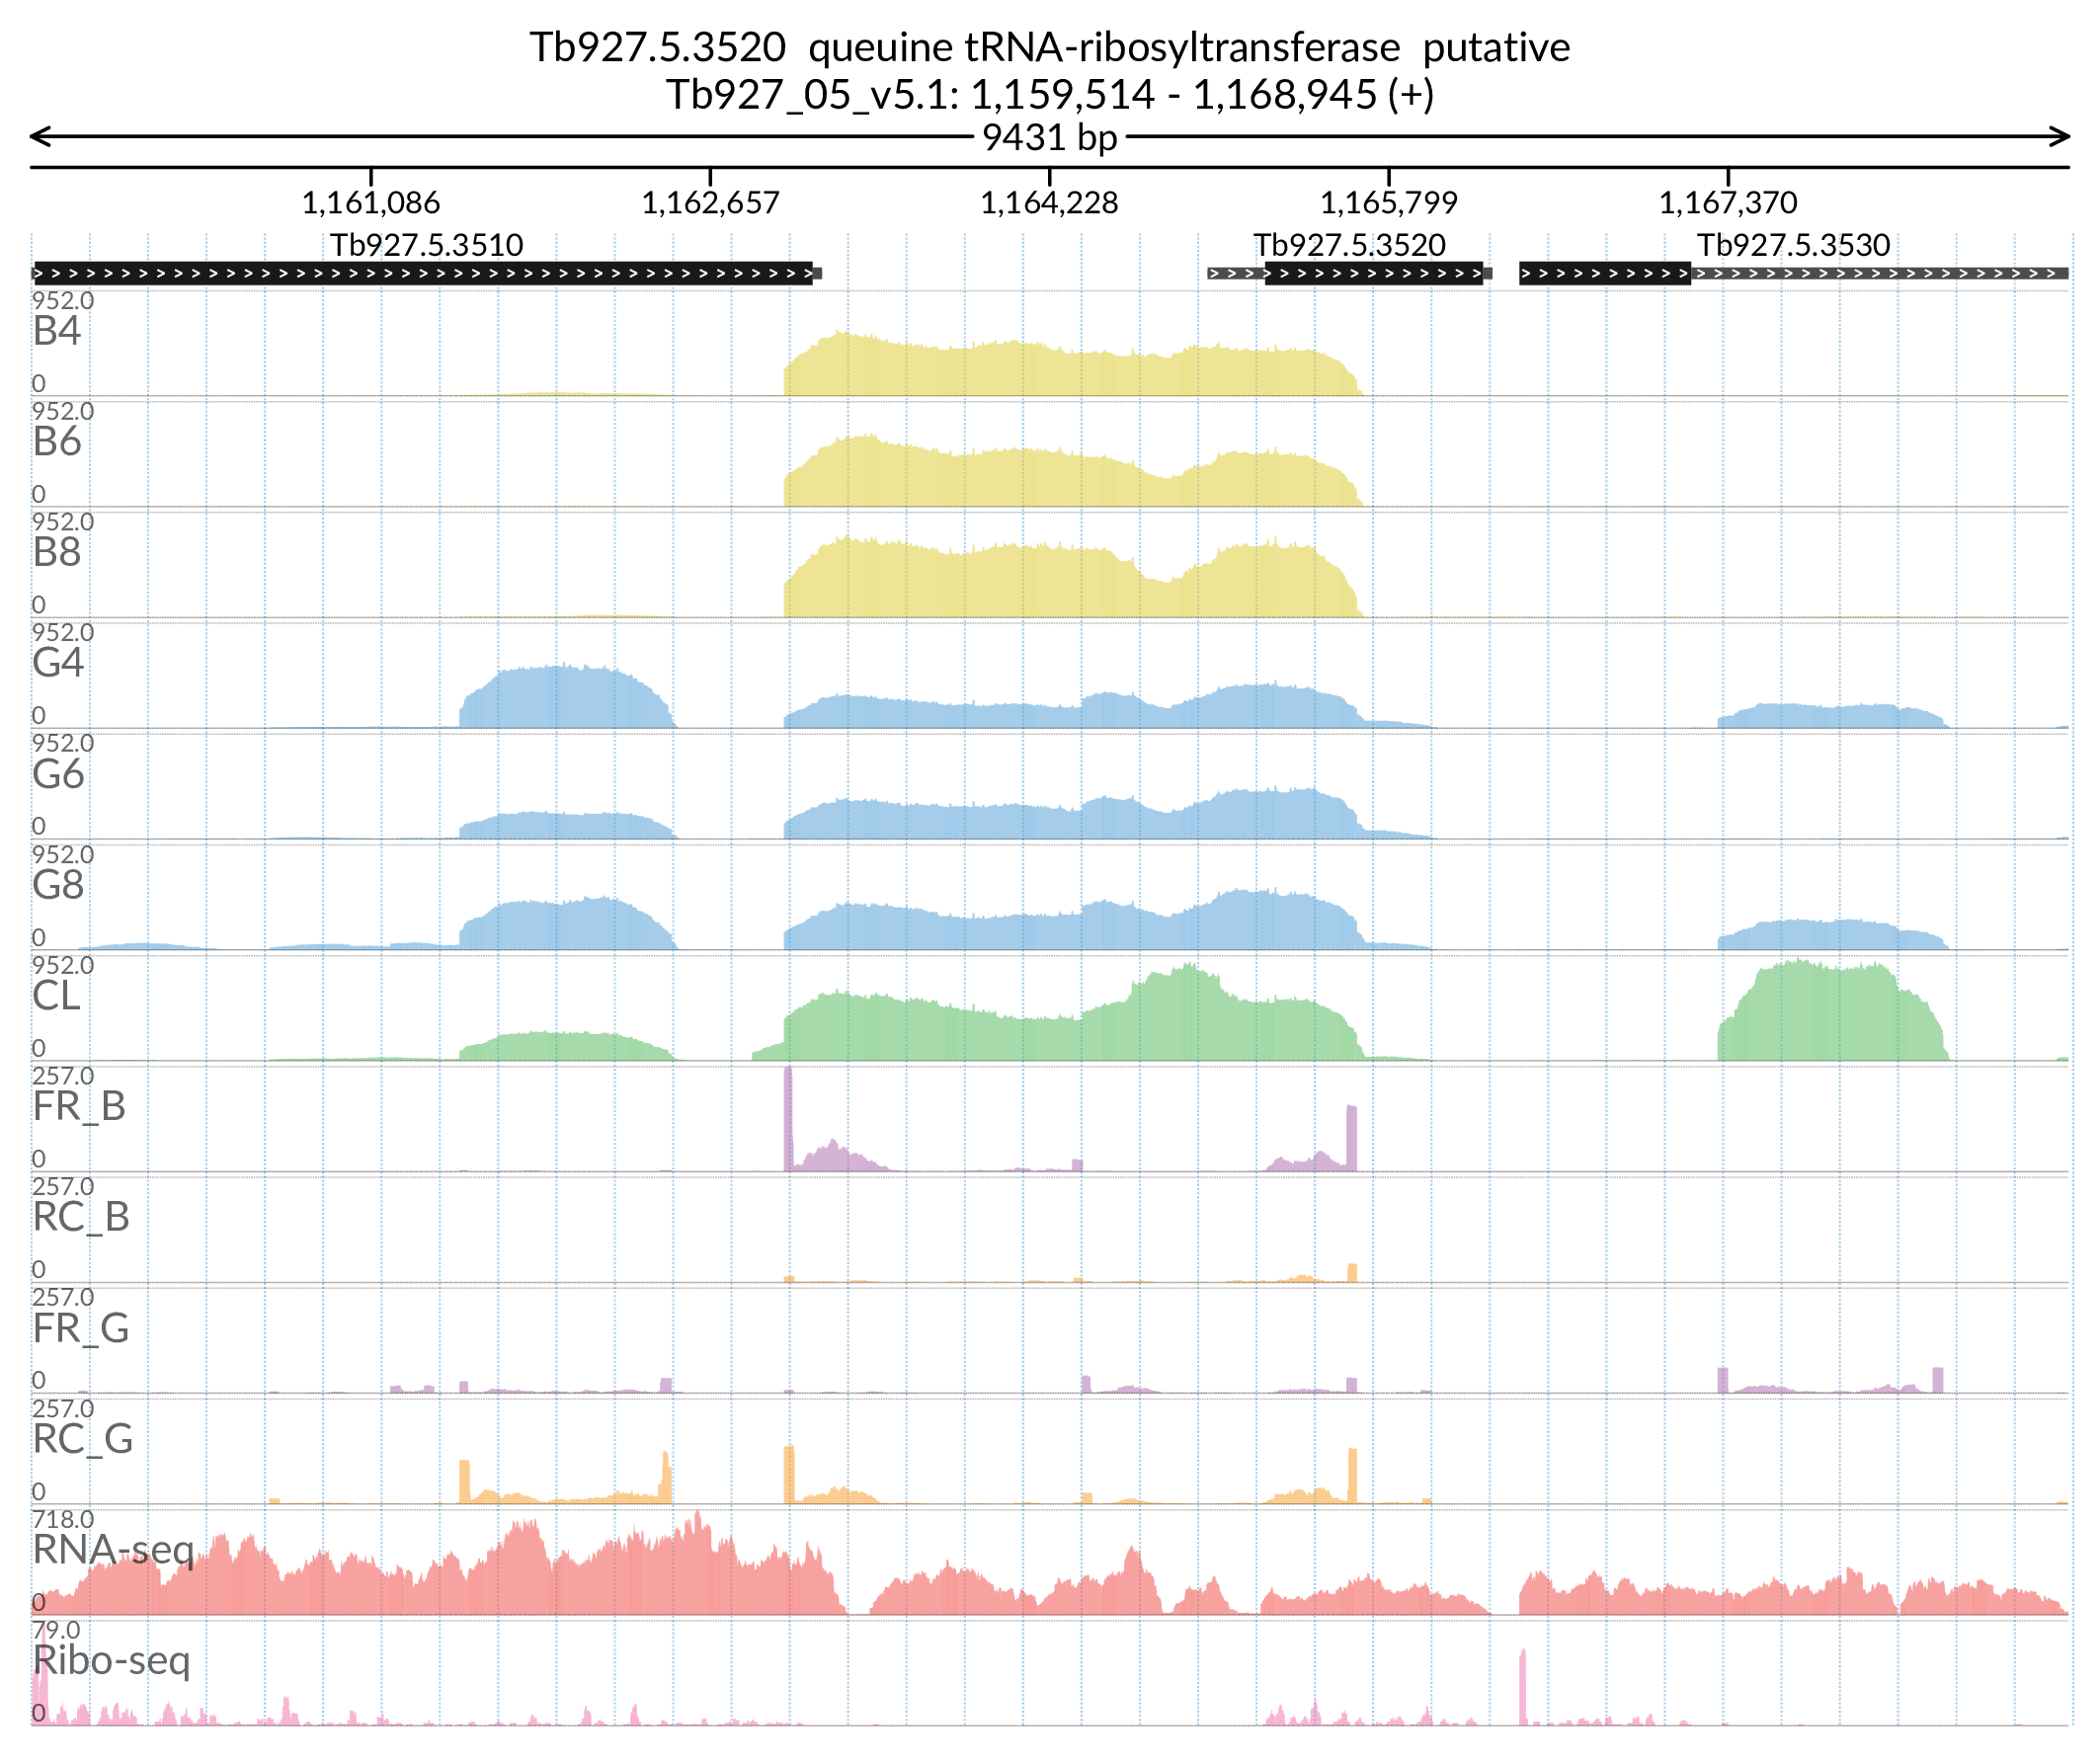 Tb927.5.3520 queuine tRNA-ribosyltransferase putative
Tb927_05_v5.1: 1,159,514 - 1,168,945 (+)
9431 bp
1,161,086 1,162,657 1,164,228 1,165,799 1,167,370
Tb927.5.3510 Tb927.5.3520 Tb927.5.3530
952.0
B4
0
952.0
B6
0
952.0
B8
0
952.0
G4
0
952.0
G6
0
952.0
G8
0
952.0
CL
0
257.0
FR_B
0
257.0
RC_B
0
257.0
FR_G
0
257.0
RC_G
0
718.0
RNA-seq
0
79.0
Ribo-seq
0